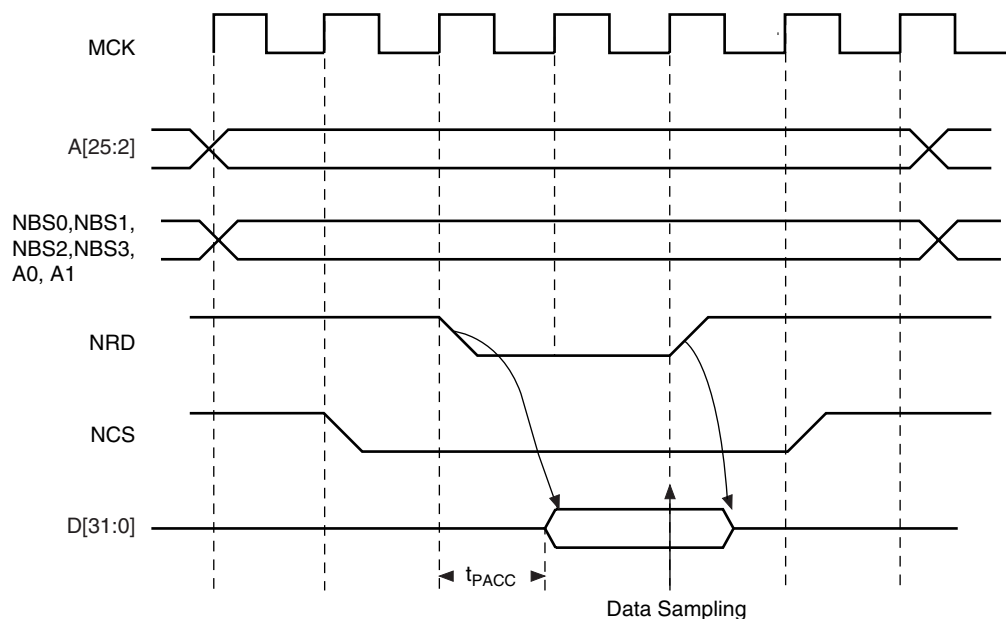 MCK
A[25:2]
NBS0,NBS1,
NBS2,NBS3,
A0, A1
NRD
NCS
D[31:0]
tPACC
Data Sampling